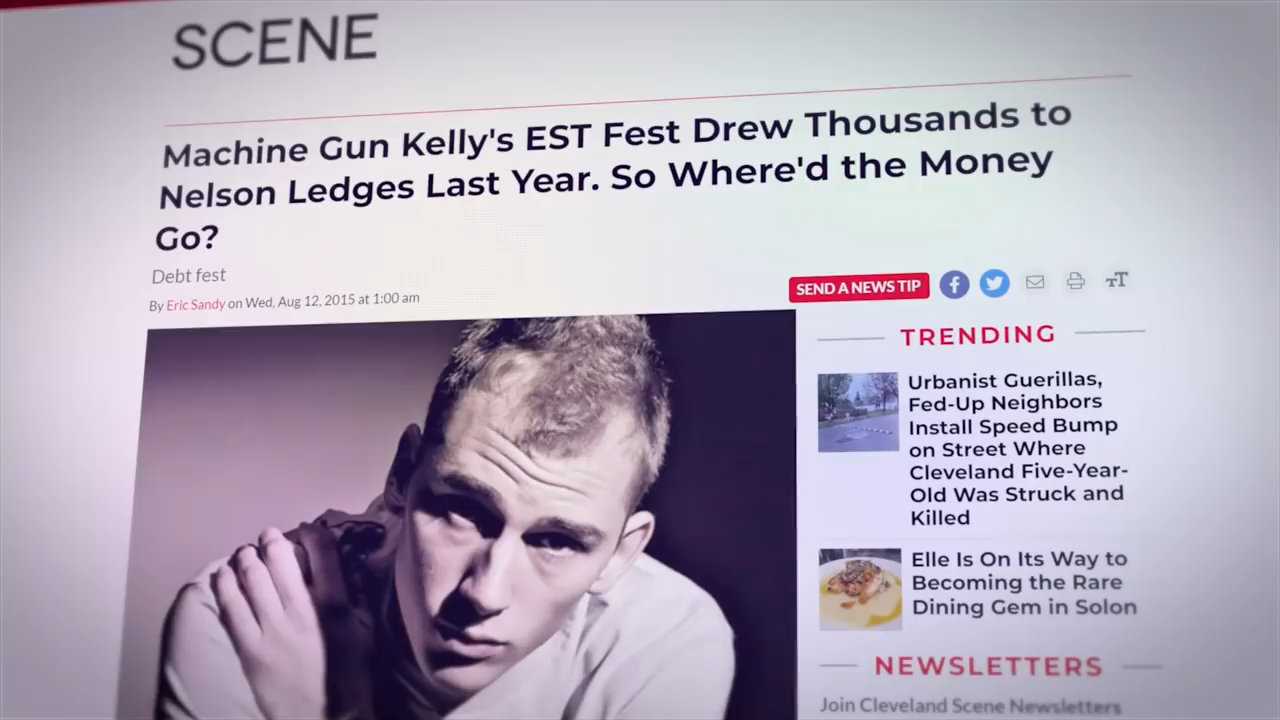 SCENE
Machine Gun Kelly's EST Fest Drew Thousands to
Nelson Ledges Last Year. So Where'd the Money
Go?
Debt fest
By Eric Sandy on Wed, Aug 12, 2015 at 1:00 am
SEND A NEWS TIP
TT
TRENDING
Urbanist Guerillas,
Fed-Up Neighbors
Install Speed Bump
on Street Where
Cleveland Five-Year-
Old Was Struck and
Killed
Elle Is On Its Way to
Becoming the Rare
Dining Gem in Solon
NEWSLETTERS
Join Cleveland Scene Newsletters